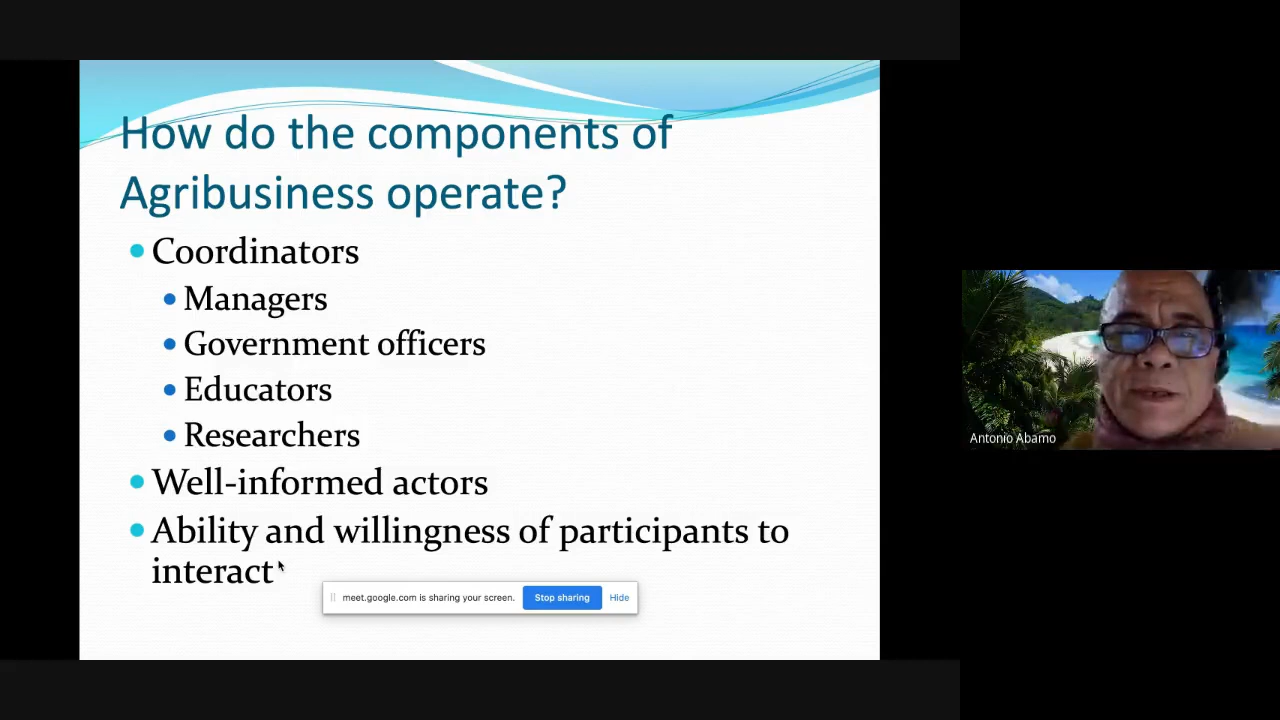 How do the components of
Agribusiness operate?
Coordinators
Managers
Government officers
Educators
Researchers
Well-informed actors
Ability and willingness of participants to
interact
meet.google.com is sharing your screen. Stop sharing Hide
Antonio Abamo